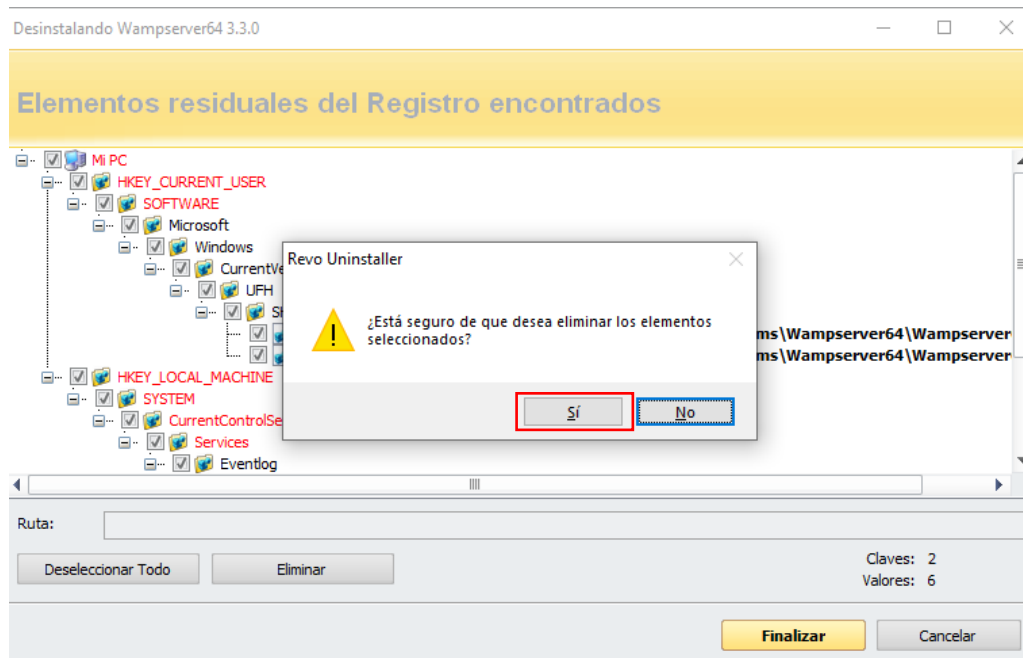 Desinstalando Wampserver64 3.3.0
Elementos residuales del Registro encontrados
Mi PC
HKEY_CURRENT_USER
SOFTWARE
Microsoft
Windows
UFH
ms\Wampserver64\Wampserver
ms\Wampserver64\Wampserver
HKEY_LOCAL_MACHINE
SYSTEM
CurrentControlSe
Services
Eventlog
Revo Uninstaller
¿Está seguro de que desea eliminar los elementos
seleccionados?
Sí No
Ruta:
Deseleccionar Todo Eliminar
Claves: 2
Valores: 6
Finalizar Cancelar